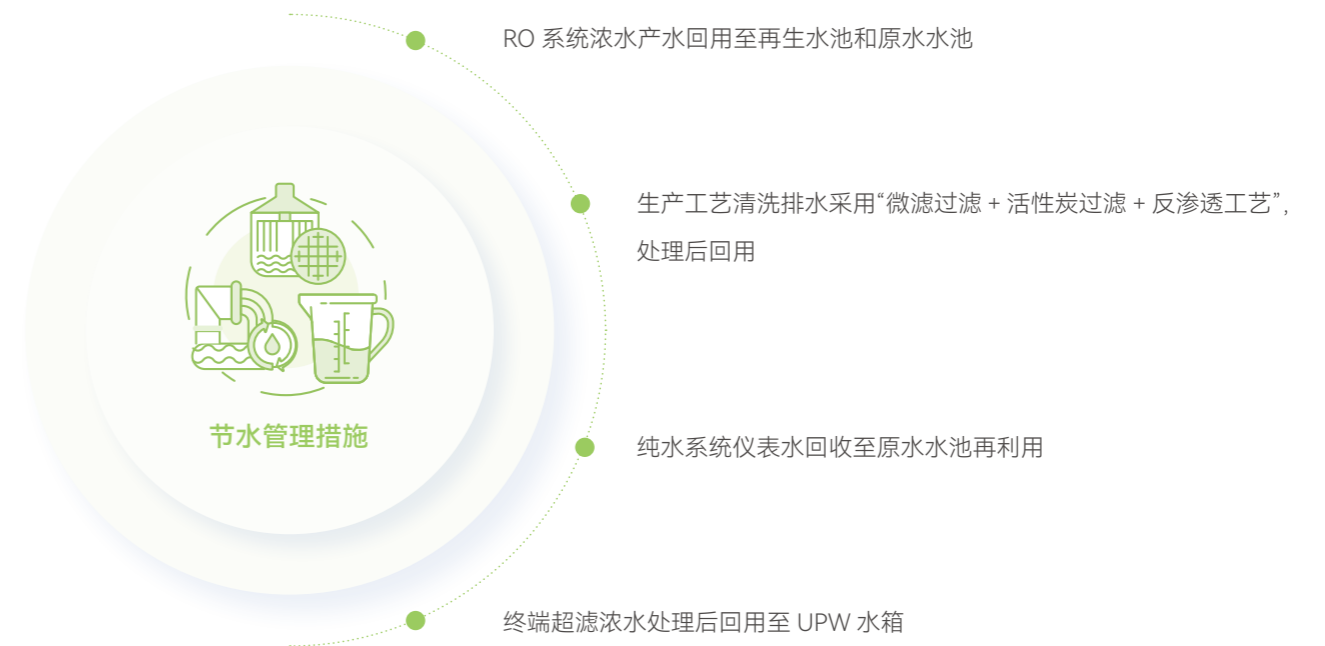 RO 系统浓水产水回用至再生水池和原水水池
生产工艺清洗排水采用“微滤过滤 + 活性炭过滤 + 反渗透工艺”，
处理后回用
节水管理措施
纯水系统仪表水回收至原水水池再利用
终端超滤浓水处理后回用至 UPW 水箱